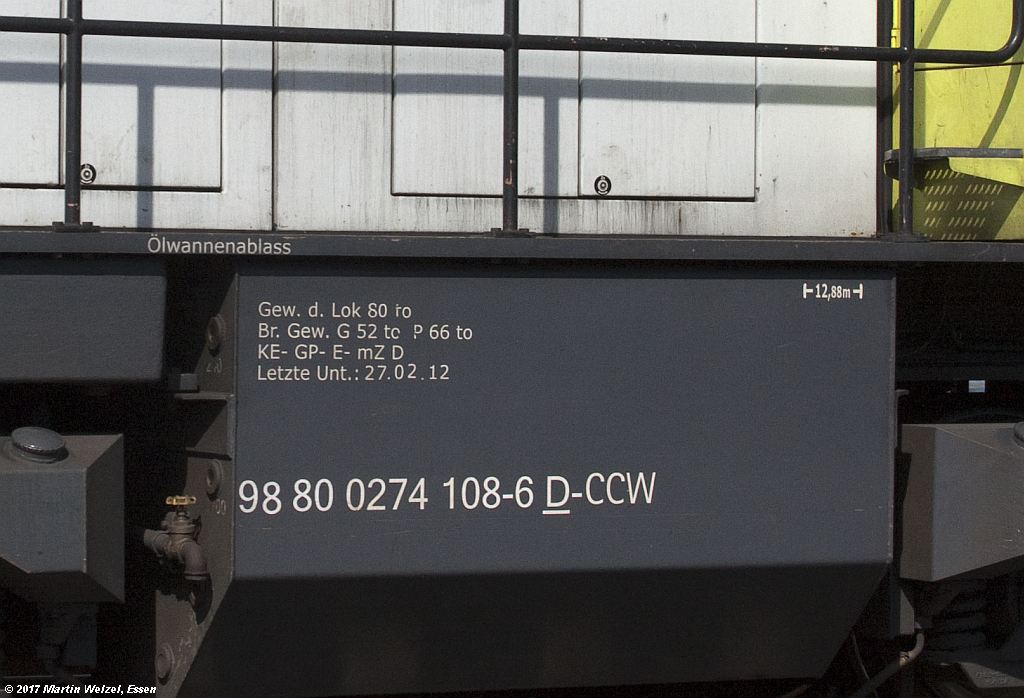 Ölwannenablass
12,88m
Gew. d. Lok 80 to
Br. Gew. G 52 to P 66 to
KE- GP- E- mZ D
Letzte Unt.: 27.02.12
98 80 0274 108-6 D-CCW
© 2017 Martin Welzel, Essen